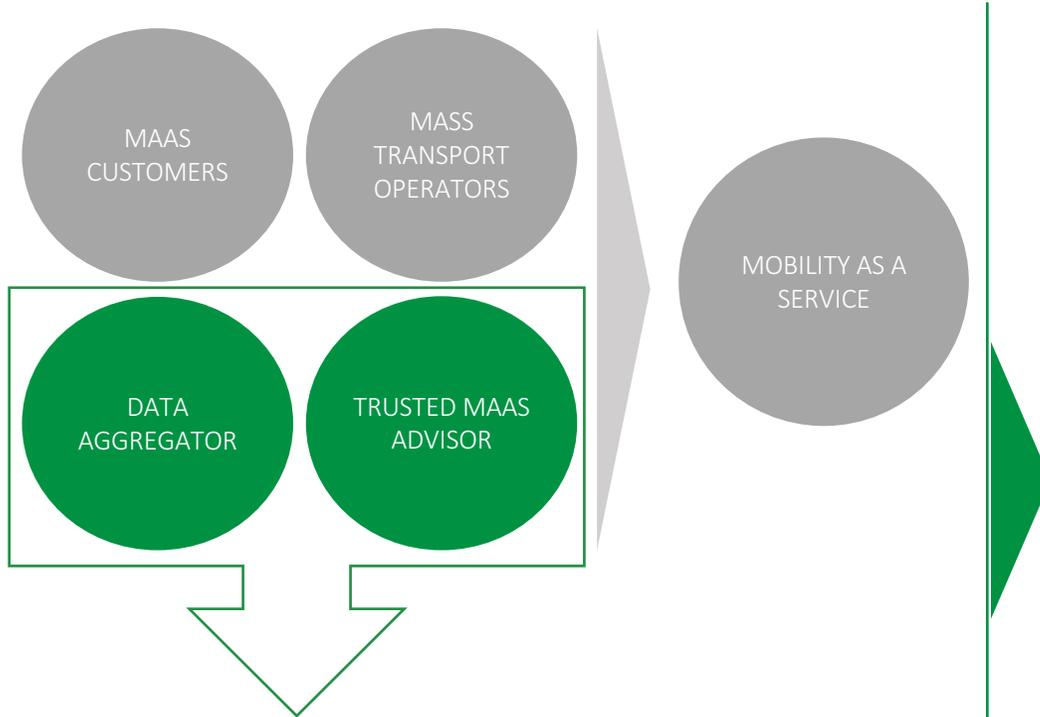 MAAS
CUSTOMERS
MASS
TRANSPORT
OPERATORS
MOBILITY AS A
SERVICE
DATA
AGGREGATOR
TRUSTED MAAS
ADVISOR